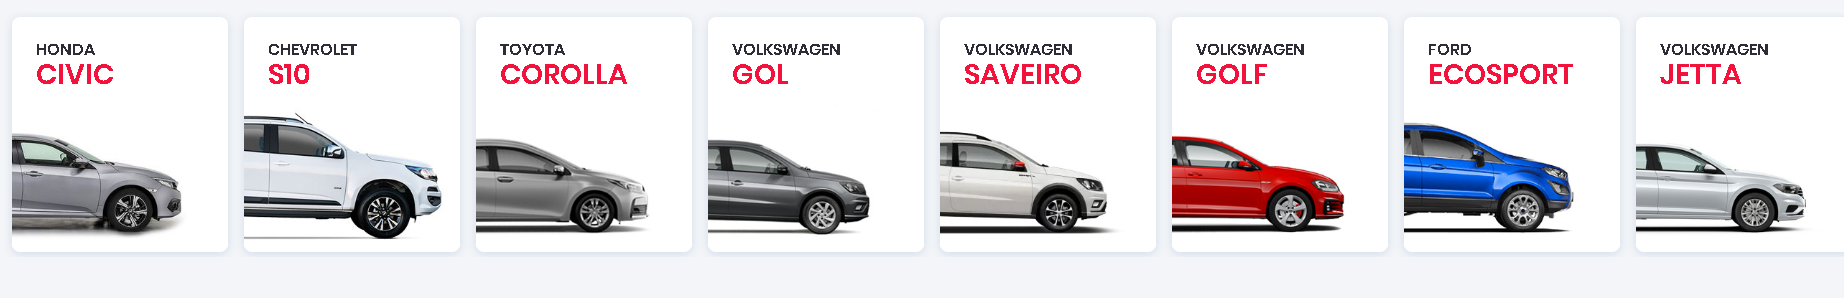 HONDA
CIVIC
CHEVROLET
S10
TOYOTA
COROLLA
VOLKSWAGEN
GOL
VOLKSWAGEN
SAVEIRO
VOLKSWAGEN
GOLF
FORD
ECOSPORT
VOLKSWAGEN
JETTA